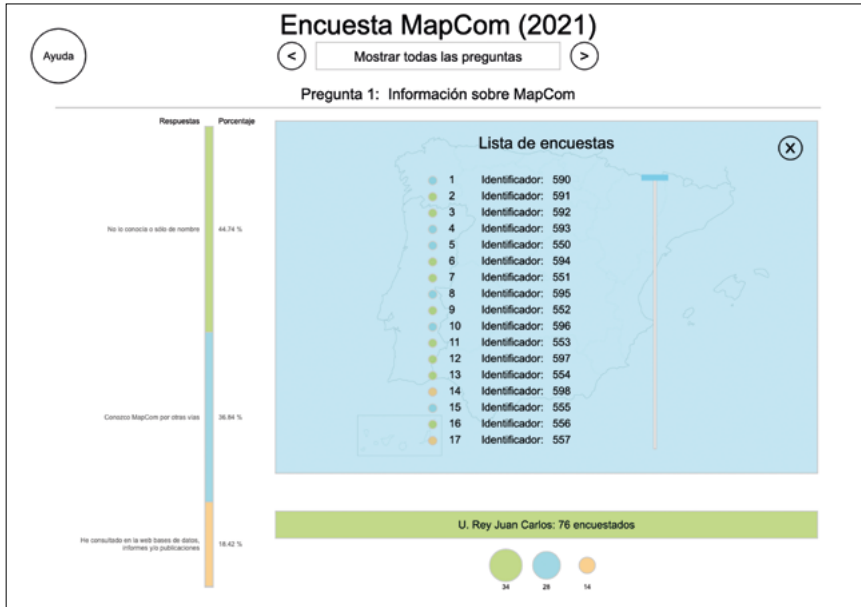 Encuesta MapCom (2021)
Ayuda
<
Mostrar todas las preguntas
>
Pregunta 1: Información sobre MapCom
Respuestas Porcentaje
No lo conocía o sólo de nombre 44.74 %
Conozco MapCom por otras vías 36.84 %
He consultado en la web bases de datos,
informes y/o publicaciones 18.42 %
Lista de encuestas
X
1 Identificador: 590
2 Identificador: 591
3 Identificador: 592
4 Identificador: 593
5 Identificador: 550
6 Identificador: 594
7 Identificador: 551
8 Identificador: 595
9 Identificador: 552
10 Identificador: 596
11 Identificador: 553
12 Identificador: 597
13 Identificador: 554
14 Identificador: 598
15 Identificador: 555
16 Identificador: 556
17 Identificador: 557
U. Rey Juan Carlos: 76 encuestados
34 28 14